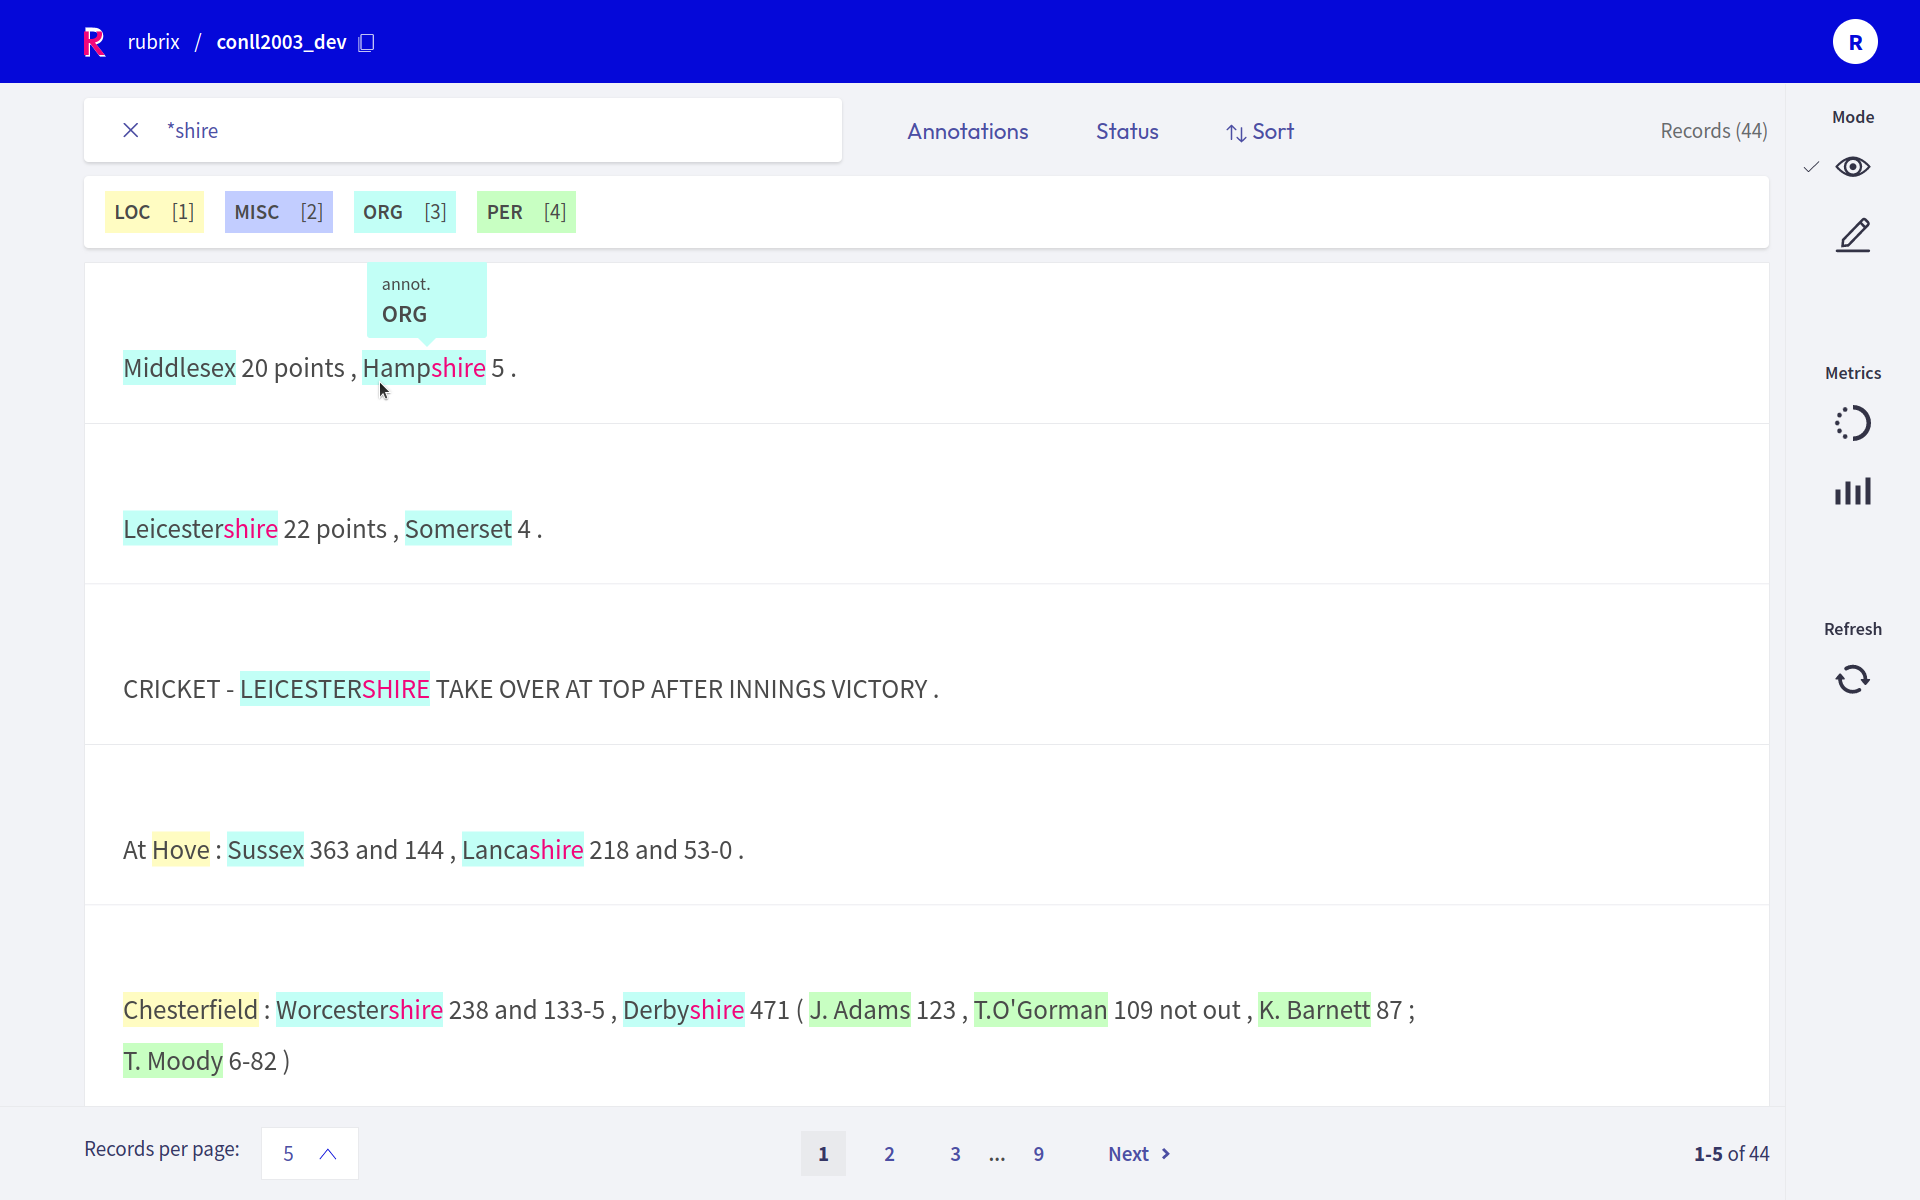 R rubrix / conll2003_dev R
*shire Annotations Status Sort Records (44)
Mode
LOC [1] MISC [2] ORG [3] PER [4]
annot.
ORG
Middlesex 20 points , Hampshire 5 .
Metrics
Leicestershire 22 points , Somerset 4 .
Refresh
CRICKET - LEICESTERSHIRE TAKE OVER AT TOP AFTER INNINGS VICTORY .
At Hove : Sussex 363 and 144 , Lancashire 218 and 53-0 .
Chesterfield : Worcestershire 238 and 133-5 , Derbyshire 471 ( J. Adams 123 , T.O'Gorman 109 not out , K. Barnett 87 ;
T. Moody 6-82 )
Records per page: 5 1 2 3 ... 9 Next 1-5 of 44